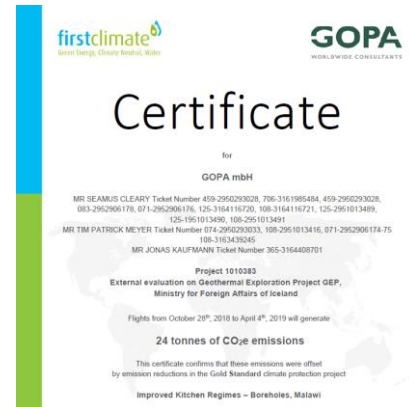 firstclimate
Green Energy, Climate Neutral, Water
GOPA
WORLDWIDE CONSULTANTS
Certificate
for
GOPA mbH
MR SEAMUS CLEARY Ticket Number 459-2950293028, 706-3161985484, 459-2950293028,
083-2952906178, 071-2952906176, 125-3164116720, 108-3164116721, 125-2951013489,
125-1951013490, 108-2951013491
MR TIM PATRICK MEYER Ticket Number 074-2950293033, 108-2951013416, 071-2952906174-75
108-3163439245
MR JONAS KAUFMANN Ticket Number 365-3164408701
Project 1010383
External evaluation on Geothermal Exploration Project GEP,
Ministry for Foreign Affairs of Iceland
Flights from October 28th, 2018 to April 4th, 2019 will generate
24 tonnes of CO₂e emissions
This certificate confirms that these emissions were offset
by emission reductions in the Gold Standard climate protection project
Improved Kitchen Regimes – Boreholes, Malawi